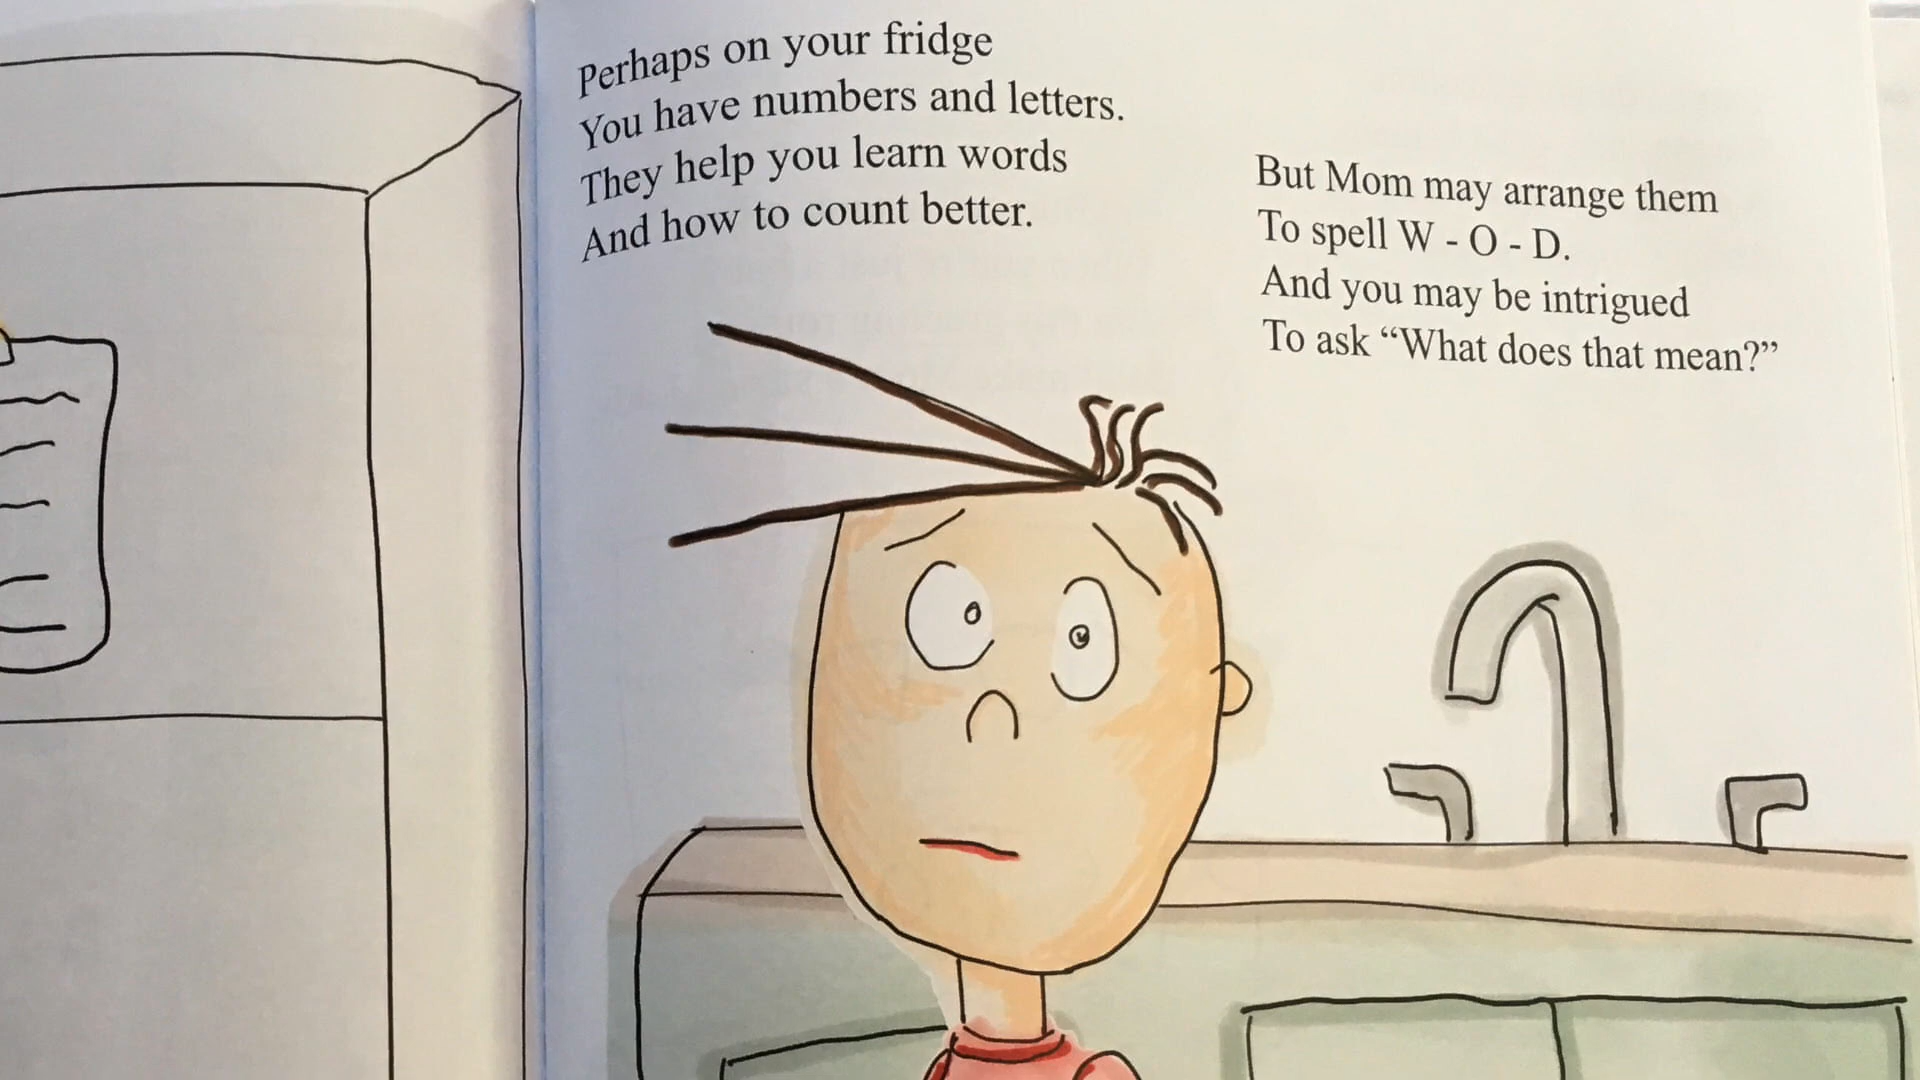 Perhaps on your fridge
You have numbers and letters.
They help you learn words
And how to count better.
But Mom may arrange them
To spell W - O - D.
And you may be intrigued
To ask “What does that mean?”